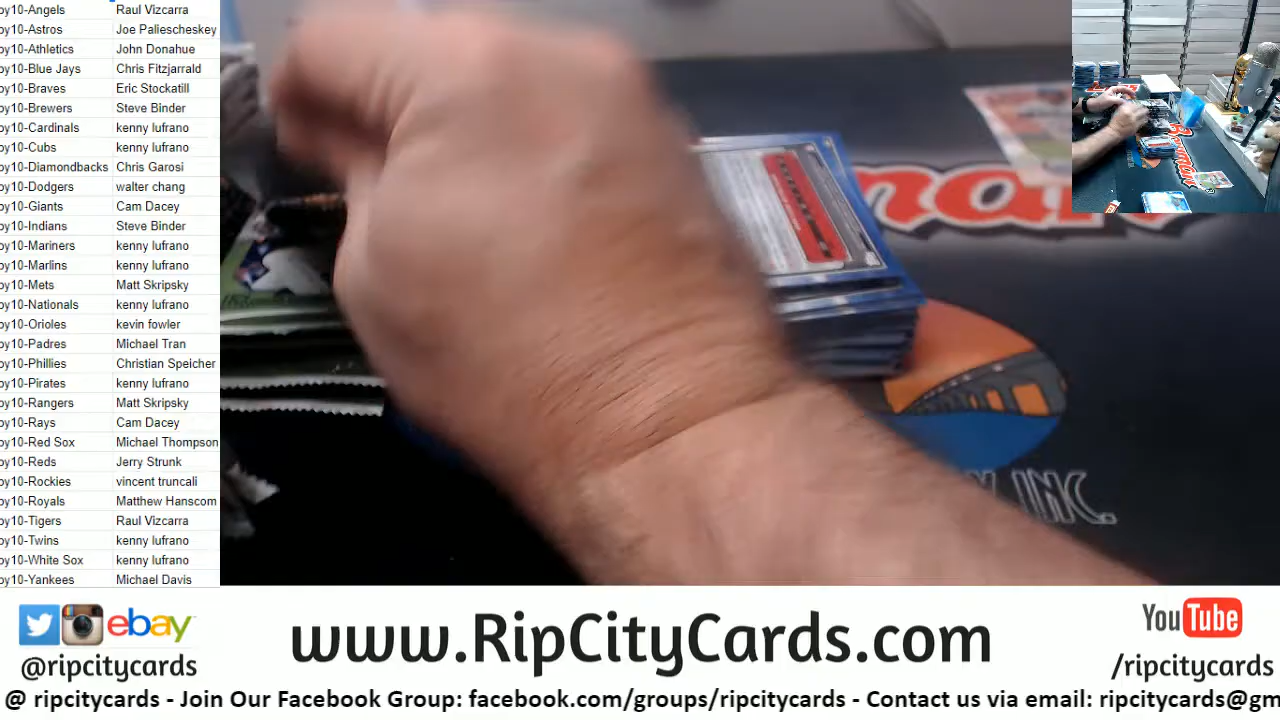 oy10-Angels Raul Vizcarra
oy10-Astros Joe Paliescheskey
oy10-Athletics John Donahue
oy10-Blue Jays Chris Fitzjarrald
oy10-Braves Eric Stockatill
oy10-Brewers Steve Binder
oy10-Cardinals kenny lufrano
oy10-Cubs kenny lufrano
oy10-Diamondbacks Chris Garosi
oy10-Dodgers walter chang
oy10-Giants Cam Dacey
oy10-Indians Steve Binder
oy10-Mariners kenny lufrano
oy10-Marlins kenny lufrano
oy10-Mets Matt Skripsky
oy10-Nationals kenny lufrano
oy10-Orioles kevin fowler
oy10-Padres Michael Tran
oy10-Phillies Christian Speicher
oy10-Pirates kenny lufrano
oy10-Rangers Matt Skripsky
oy10-Rays Cam Dacey
oy10-Red Sox Michael Thompson
oy10-Reds Jerry Strunk
oy10-Rockies vincent truncali
oy10-Royals Matthew Hanscom
oy10-Tigers Raul Vizcarra
oy10-Twins kenny lufrano
oy10-White Sox kenny lufrano
oy10-Yankees Michael Davis
Bowman
INC.
ebay
@ripcitycards
www.RipCityCards.com
YouTube
/ripcitycards
@ ripcitycards - Join Our Facebook Group: facebook.com/groups/ripcitycards - Contact us via email: ripcitycards@gm